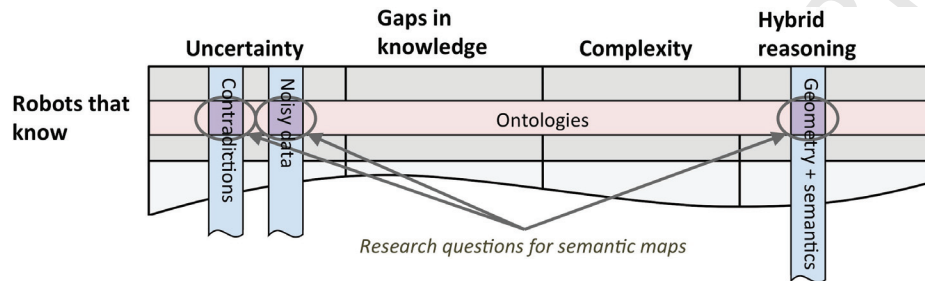 Gaps in
knowledge
Hybrid
reasoning
Uncertainty
Complexity
Robots that
know
Contradictions
Noisy data
Ontologies
Geometry + semantics
Research questions for semantic maps